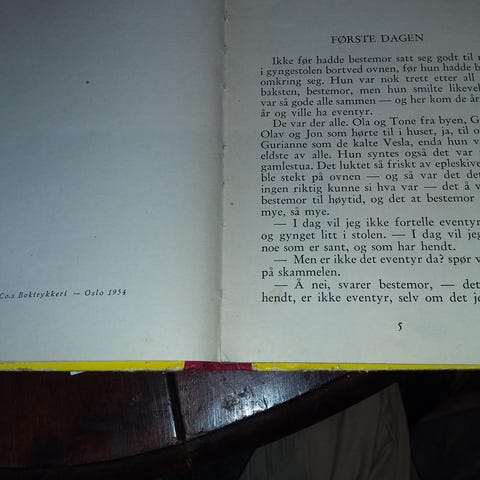 Co.s Boktrykkeri — Oslo 1954
FØRSTE DAGEN
Ikke før hadde bestemor satt seg godt til
i gyngestolen bortved ovnen, før hun hadde
omkring seg. Hun var nok trett etter all
baksten, bestemor, men hun smilte likevel
var så gode alle sammen — og her kom de år
år og ville ha eventyr.
De var der alle. Ola og Tone fra byen,
Olav og Jon som hørte til i huset, ja, til
Gurianne som de kalte Vesla, enda hun
eldste av alle. Hun syntes også det var
gamlestua. Det luktet så friskt av
ble stekt på ovnen — og så var det det
ingen riktig kunne si hva var — det å
bestemor til høytid, og det at bestemor
mye, så mye.
— I dag vil jeg ikke fortelle eventyr
og gynget litt i stolen. — I dag vil jeg
noe som er sant, og som har hendt.
— Men er ikke det eventyr da? spør
på skammelen.
— Å nei, svarer bestemor, — det
hendt, er ikke eventyr, selv om det
5